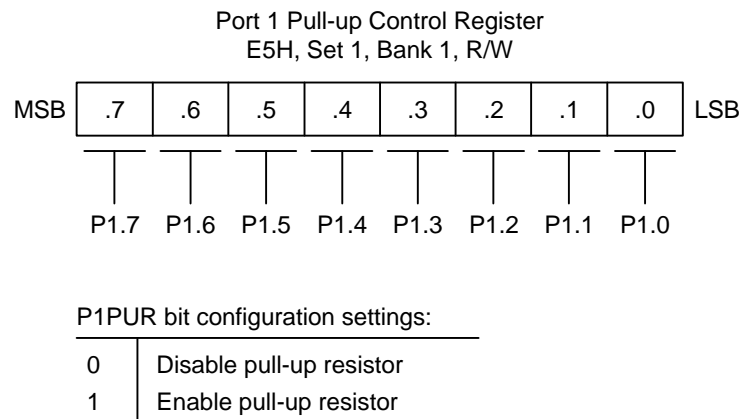 Port 1 Pull-up Control Register
E5H, Set 1, Bank 1, R/W
MSB .7 .6 .5 .4 .3 .2 .1 .0 LSB
P1.7 P1.6 P1.5 P1.4 P1.3 P1.2 P1.1 P1.0
P1PUR bit configuration settings:
0 Disable pull-up resistor
1 Enable pull-up resistor